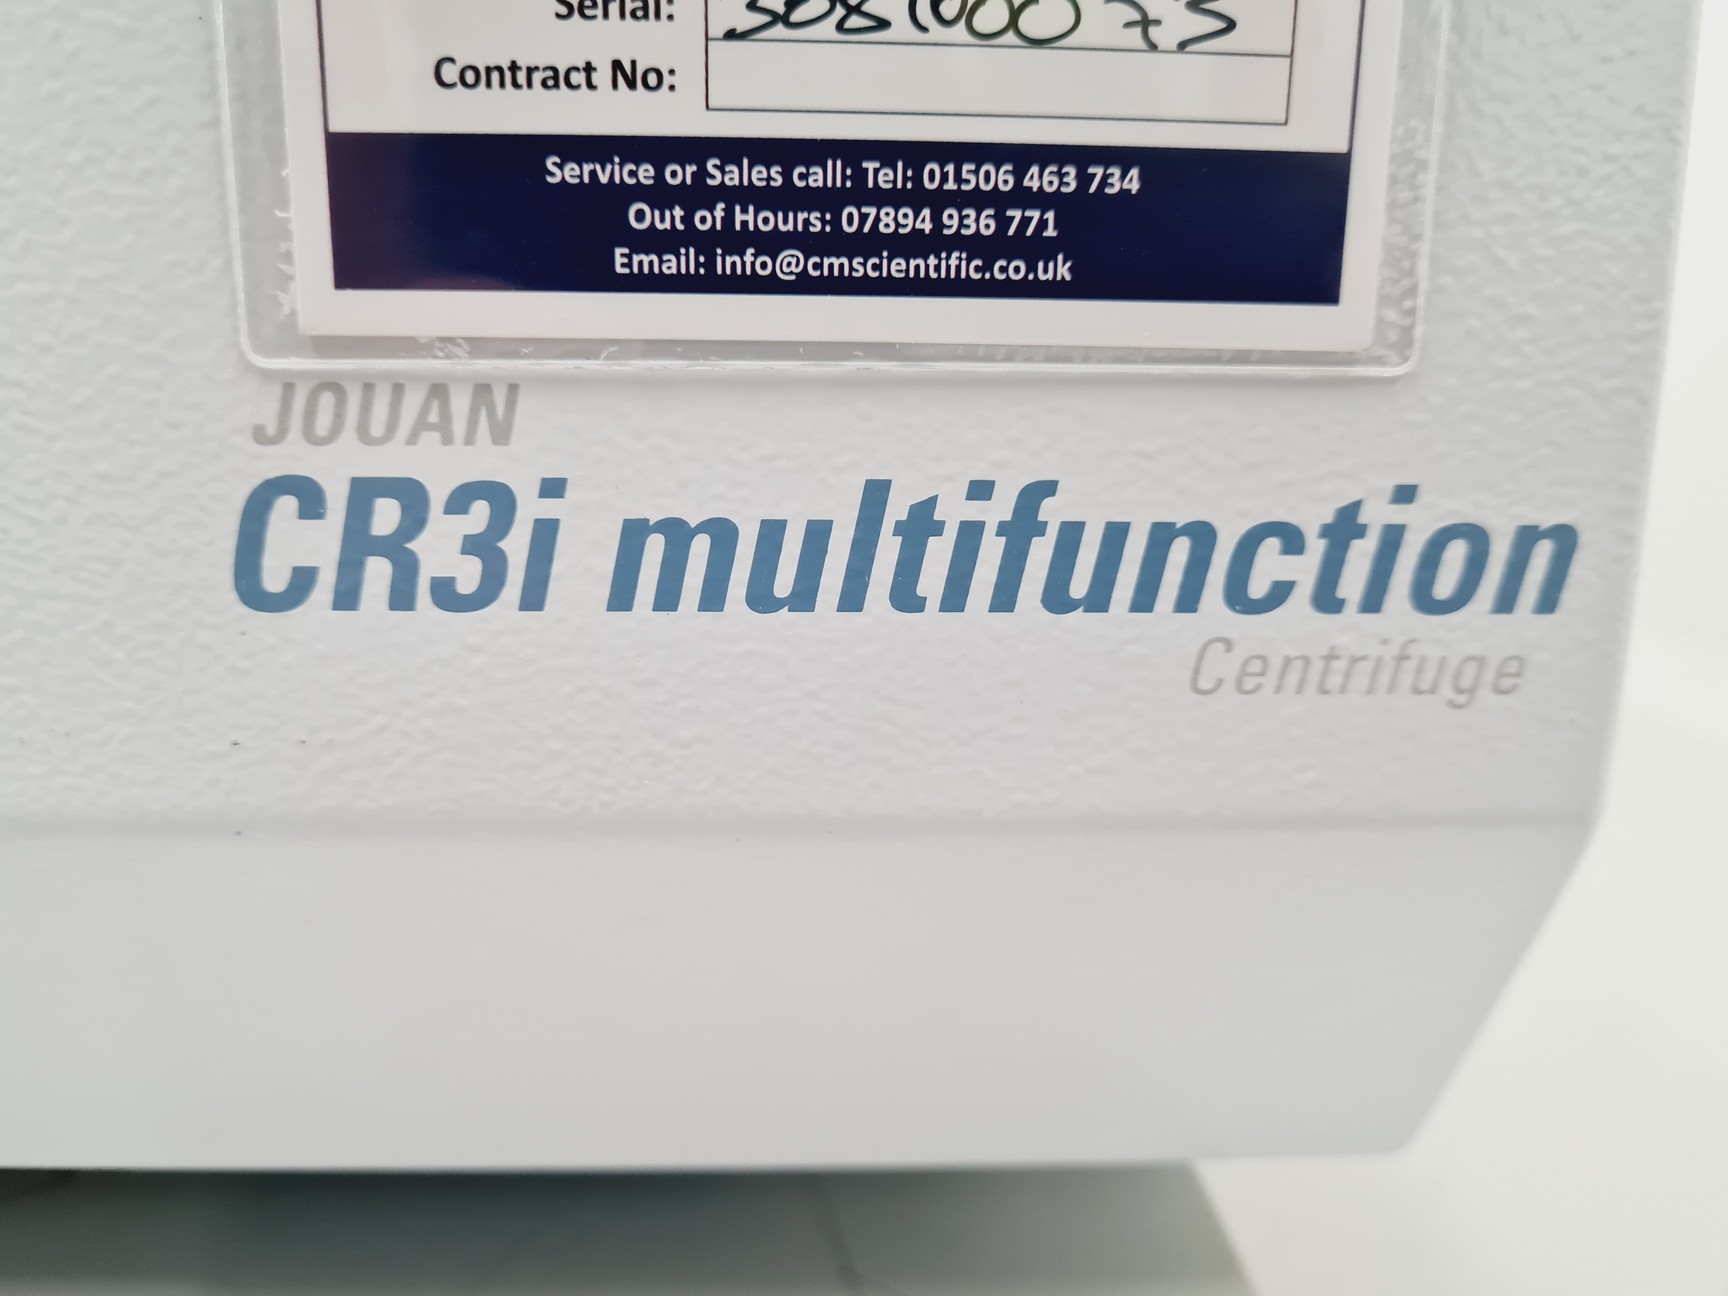 Serial:
Contract No:
Service or Sales call: Tel: 01506 463 734
Out of Hours: 07894 936 771
Email: info@cmscientific.co.uk
JOUAN
CR3i multifunction
Centrifuge